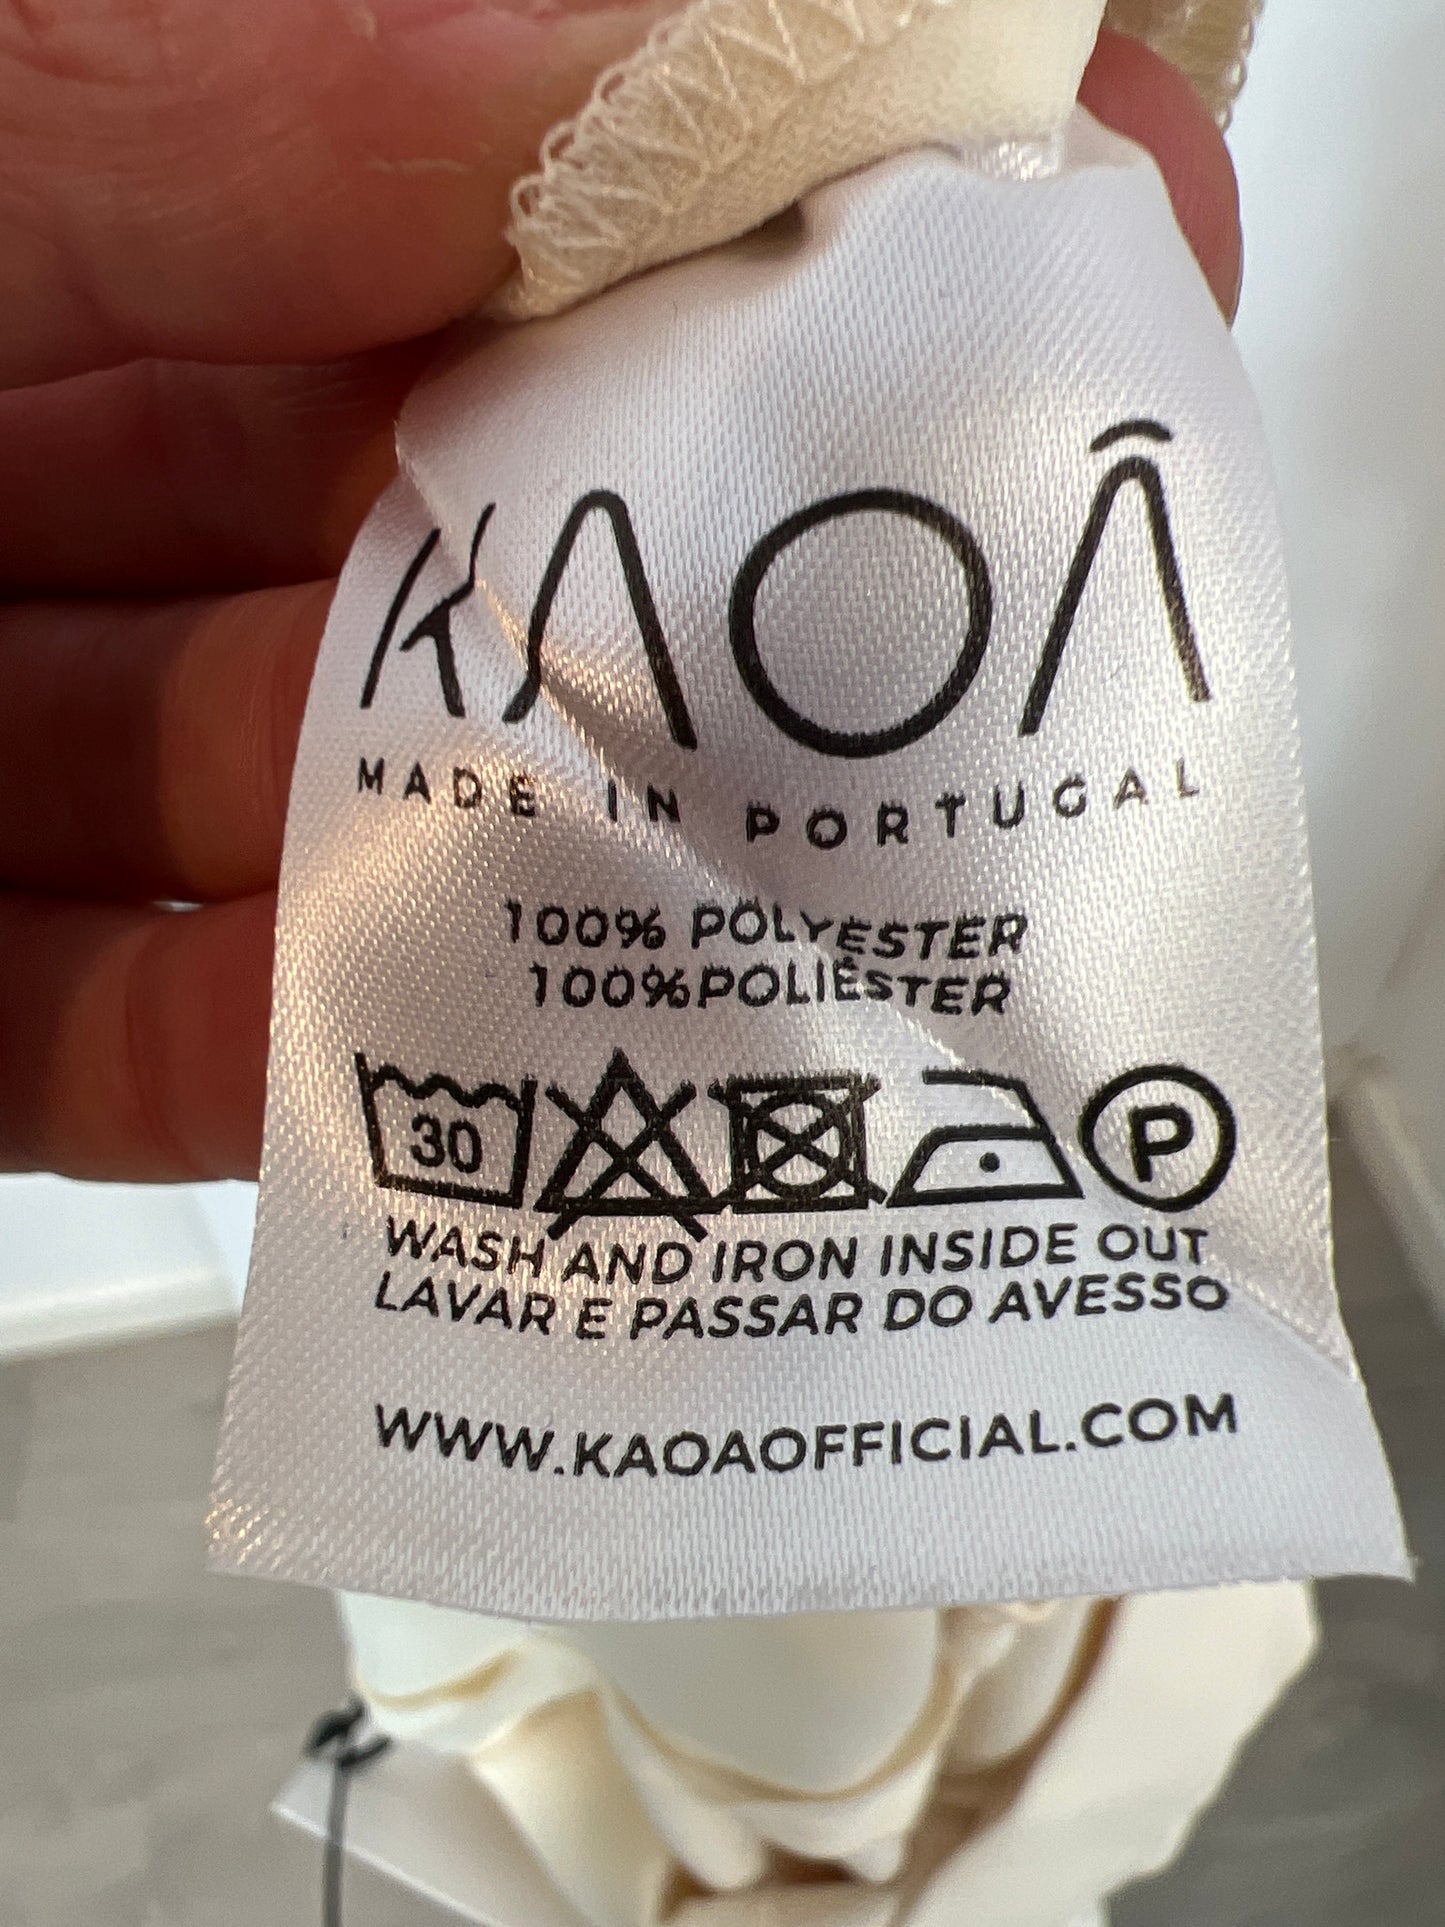 KAOÂ
MADE IN PORTUGAL
100% POLYESTER
100%POLIÉSTER
30
P
WASH AND IRON INSIDE OUT
LAVAR E PASSAR DO AVESSO
WWW.KAOAOFFICIAL.COM